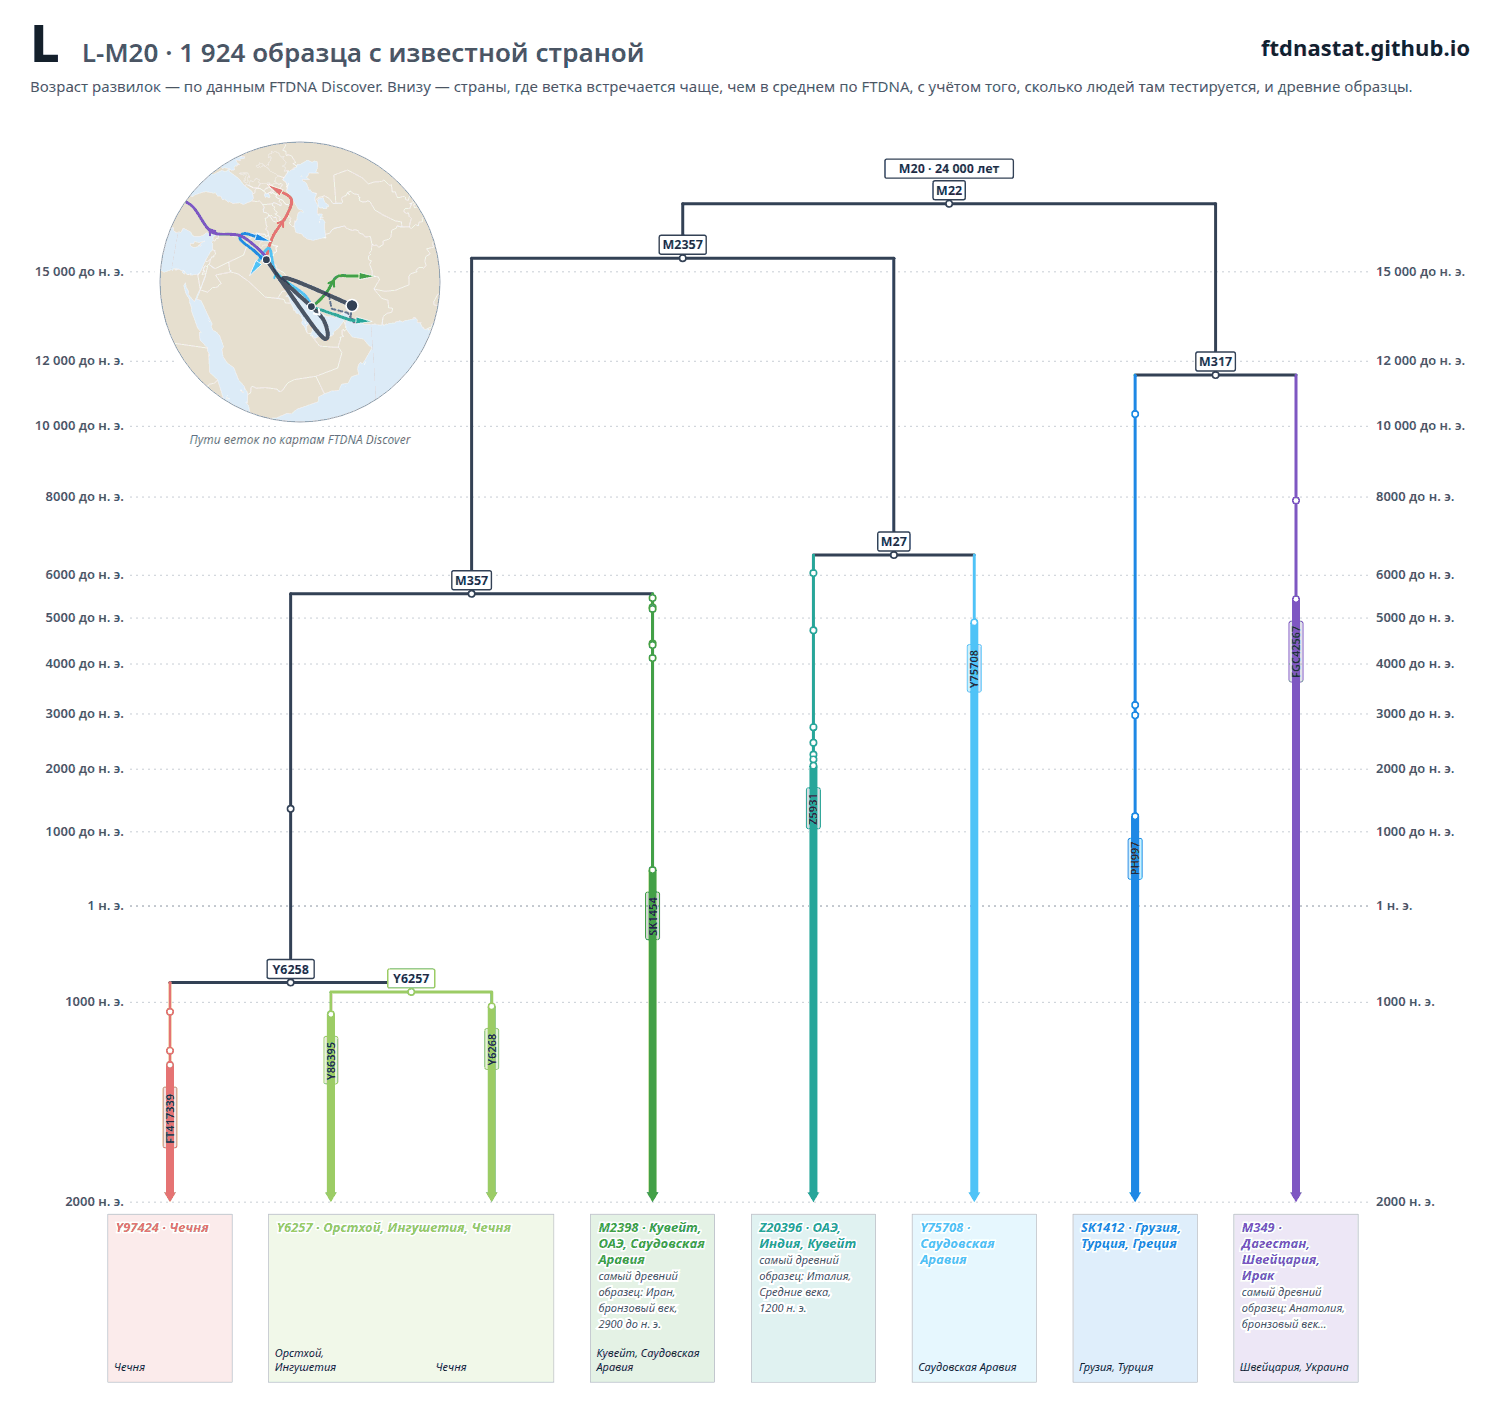 L L-M20 · 1 924 образца с известной страной
ftdnastat.github.io
Возраст развилок — по данным FTDNA Discover. Внизу — страны, где ветка встречается чаще, чем в среднем по FTDNA, с учётом того, сколько людей там тестируется, и древние образцы.
M20 · 24 000 лет
M22
M2357
15 000 до н. э.
15 000 до н. э.
12 000 до н. э.
M317
12 000 до н. э.
10 000 до н. э.
10 000 до н. э.
Пути веток по картам FTDNA Discover
8000 до н. э.
8000 до н. э.
M27
6000 до н. э.
M357
6000 до н. э.
5000 до н. э.
5000 до н. э.
Y75708
FGC42567
4000 до н. э.
4000 до н. э.
3000 до н. э.
3000 до н. э.
2000 до н. э.
2000 до н. э.
Z5931
1000 до н. э.
1000 до н. э.
PH997
1 н. э.
SK1454
1 н. э.
Y6258
Y6257
1000 н. э.
1000 н. э.
Y86395
Y6268
FT417339
2000 н. э.
2000 н. э.
Y97424 · Чечня
Чечня
Y6257 · Орстхой, Ингушетия, Чечня
Орстхой,
Ингушетия
Чечня
M2398 · Кувейт,
ОАЭ, Саудовская
Аравия
самый древний
образец: Иран,
бронзовый век,
2900 до н. э.
Кувейт, Саудовская
Аравия
Z20396 · ОАЭ,
Индия, Кувейт
самый древний
образец: Италия,
Средние века,
1200 н. э.
Y75708 ·
Саудовская
Аравия
Саудовская Аравия
SK1412 · Грузия,
Турция, Греция
Грузия, Турция
M349 ·
Дагестан,
Швейцария,
Ирак
самый древний
образец: Анатолия,
бронзовый век…
Швейцария, Украина